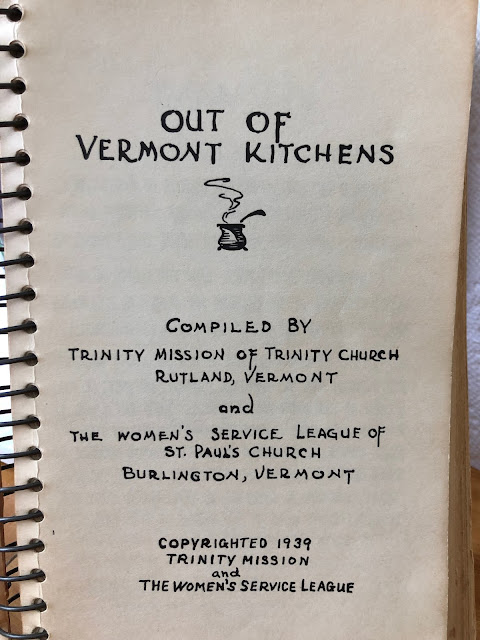 OUT OF
VERMONT KITCHENS
COMPILED BY
TRINITY MISSION OF TRINITY CHURCH
RUTLAND, VERMONT
and
THE WOMEN'S SERVICE LEAGUE OF
ST. PAUL'S CHURCH
BURLINGTON, VERMONT
COPYRIGHTED 1939
TRINITY MISSION
and
THE WOMEN'S SERVICE LEAGUE